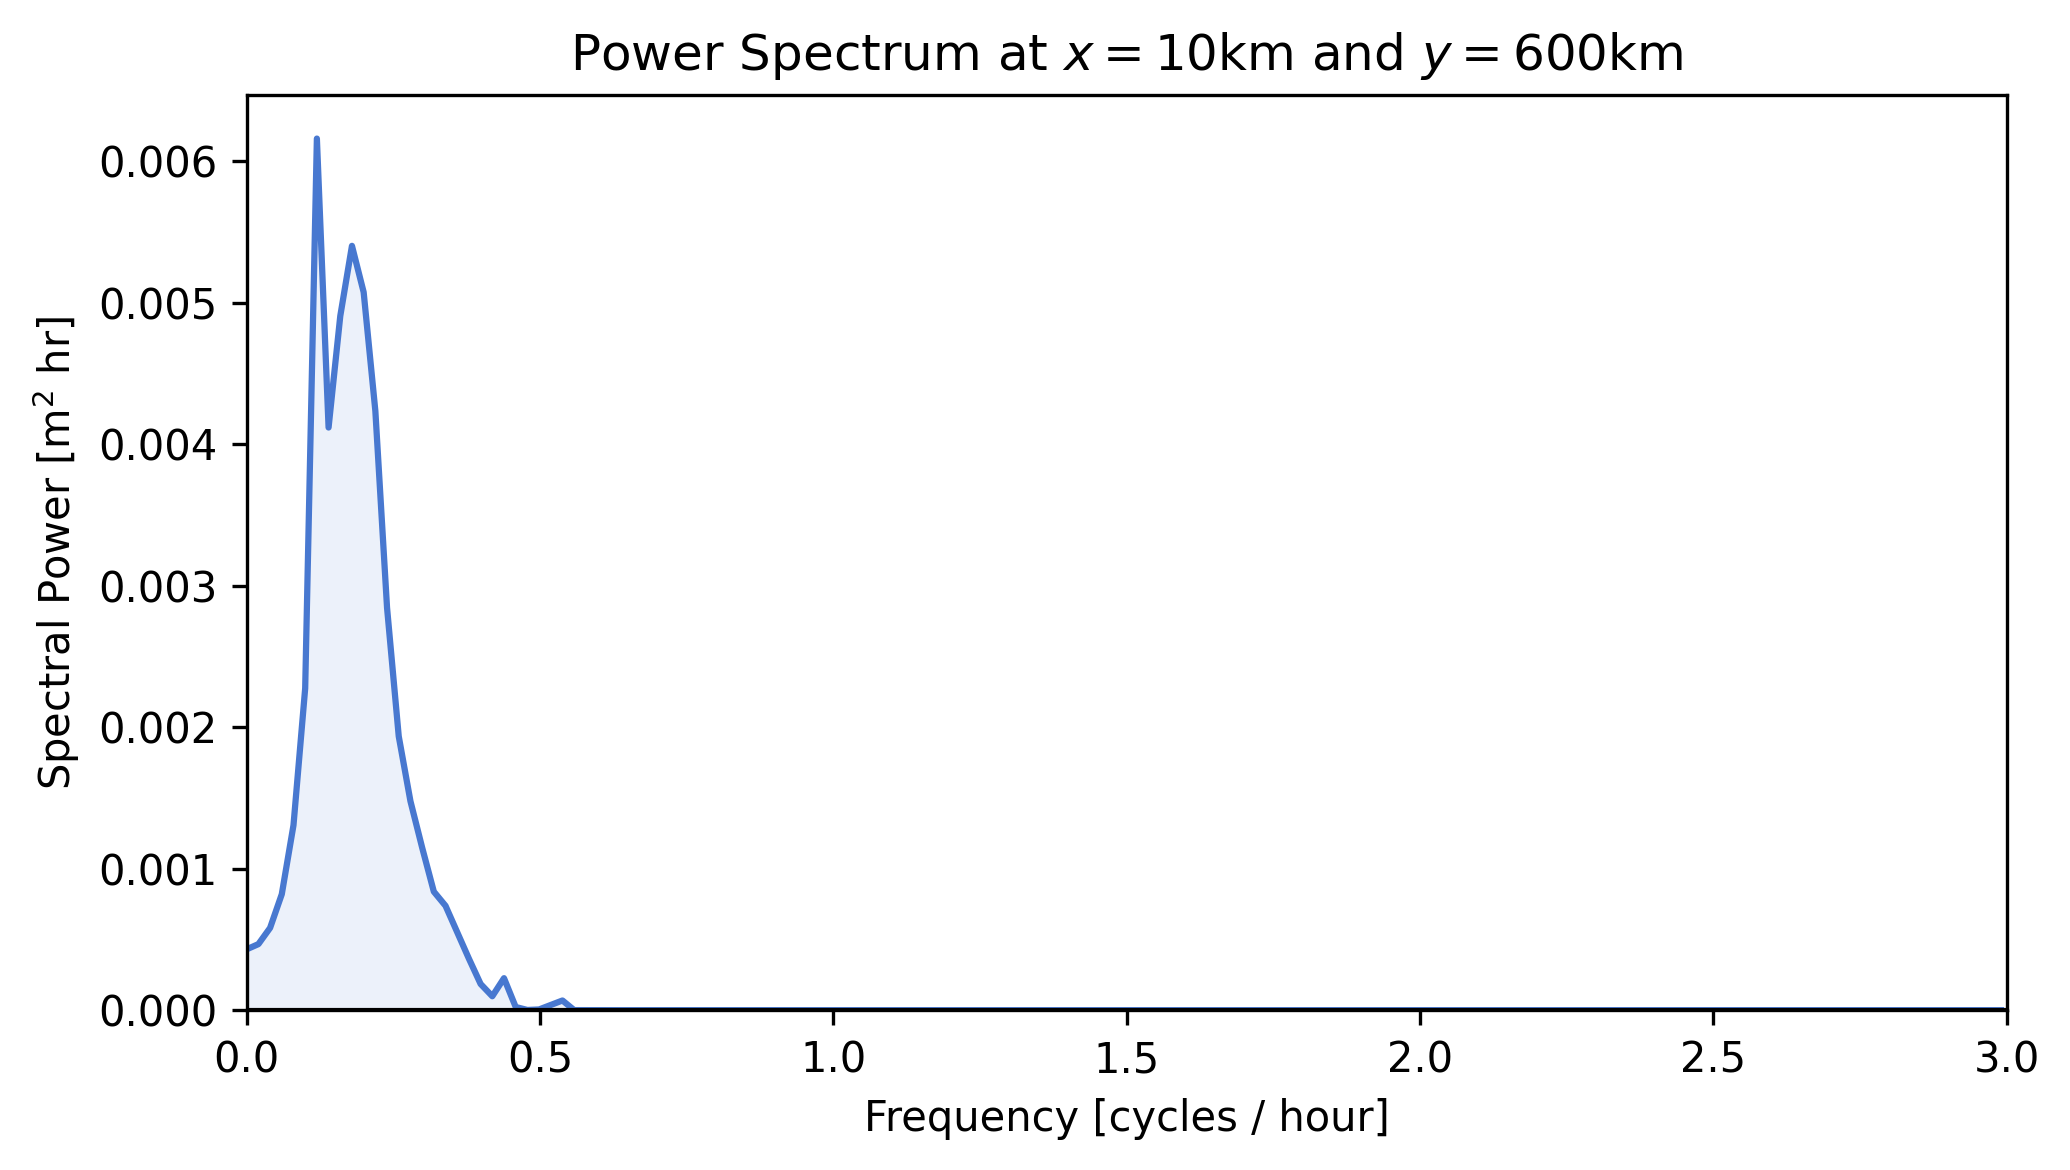 Power Spectrum at x = 10km and y = 600km
Spectral Power [m² hr]
0.006
0.005
0.004
0.003
0.002
0.001
0.000
0.0 0.5 1.0 1.5 2.0 2.5 3.0
Frequency [cycles / hour]